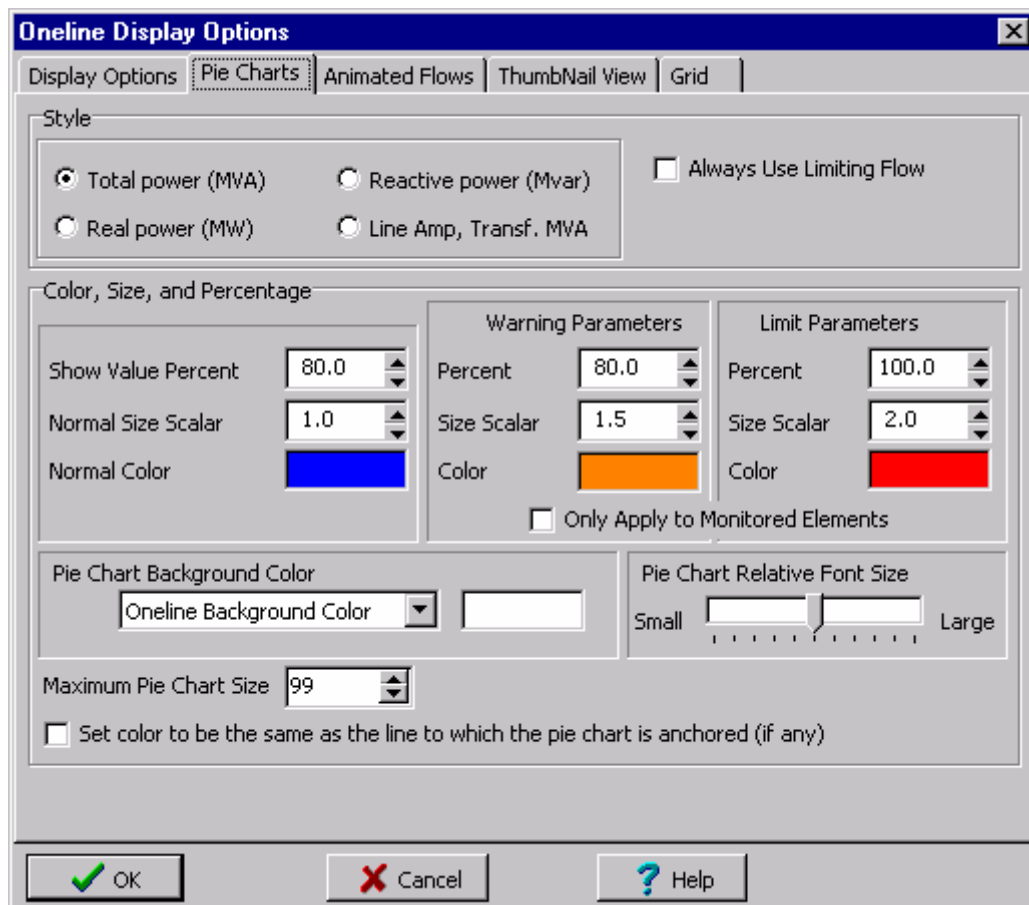 Oneline Display Options
Display Options Pie Charts Animated Flows ThumbNail View Grid
Style
Total power (MVA) Reactive power (Mvar) Always Use Limiting Flow
Real power (MW) Line Amp, Transf. MVA
Color, Size, and Percentage
Warning Parameters Limit Parameters
Show Value Percent 80.0 Percent 80.0 Percent 100.0
Normal Size Scalar 1.0 Size Scalar 1.5 Size Scalar 2.0
Normal Color Color Color
Only Apply to Monitored Elements
Pie Chart Background Color Pie Chart Relative Font Size
Oneline Background Color Small Large
Maximum Pie Chart Size 99
Set color to be the same as the line to which the pie chart is anchored (if any)
OK Cancel ? Help